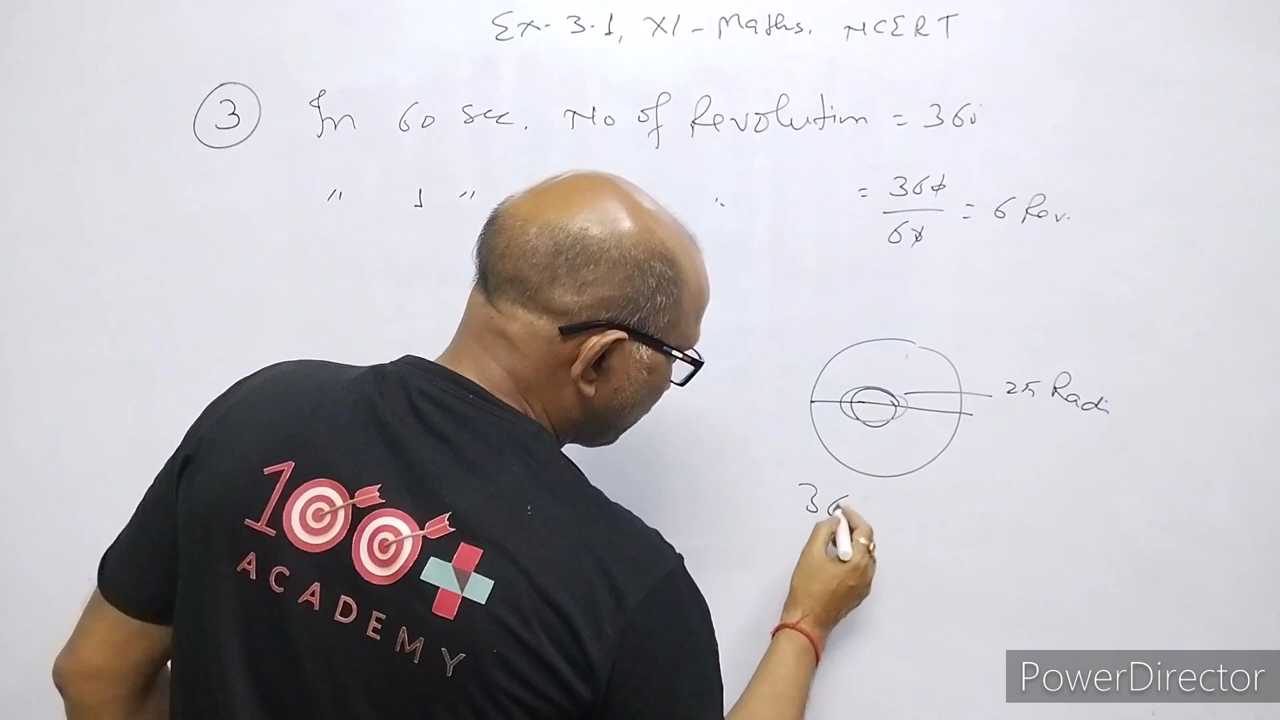 Ex- 3.1, XI - Maths. NCERT
3 In 60 sec. No of Revolution = 360
" 1 " " = 360/60 = 6 Rev.
2π Radi
36
100+
ACADEMY
PowerDirector